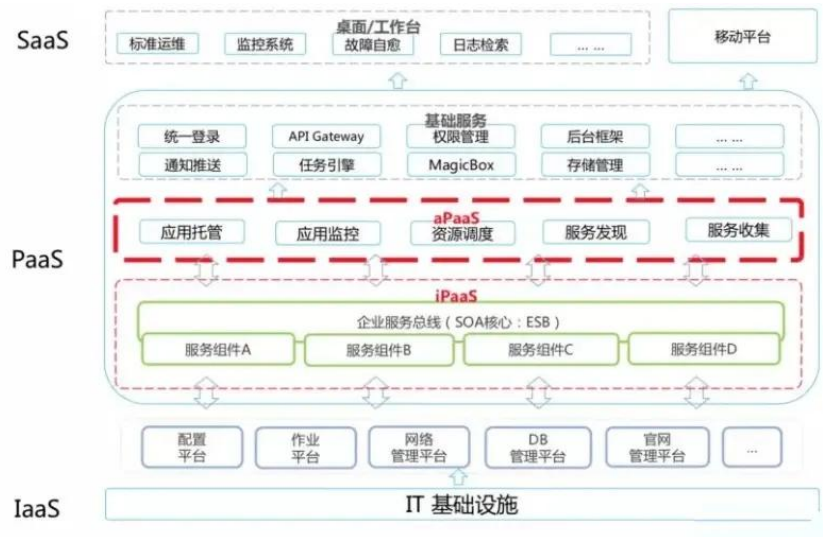 SaaS
桌面/工作台
标准运维 监控系统 故障自愈 日志检索 ... ...
移动平台
PaaS
基础服务
统一登录 API Gateway 权限管理 后台框架 ... ...
通知推送 任务引擎 MagicBox 存储管理 ... ...
aPaaS
应用托管 应用监控 资源调度 服务发现 服务收集
iPaaS
企业服务总线（SOA核心：ESB）
服务组件A 服务组件B 服务组件C 服务组件D
配置
平台
作业
平台
网络
管理平台
DB
管理平台
官网
管理平台
...
IaaS
IT 基础设施